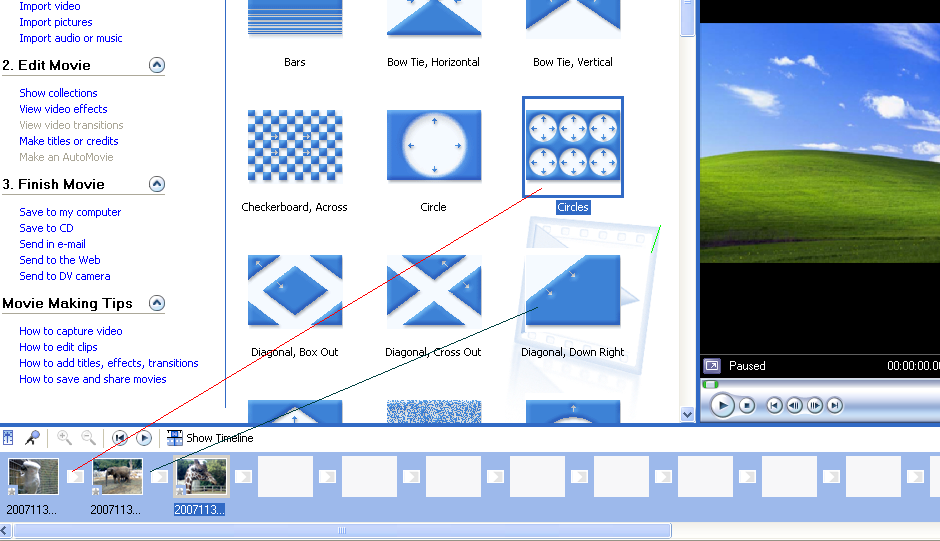 Import video
Import pictures
Import audio or music
2. Edit Movie
Show collections
View video effects
View video transitions
Make titles or credits
Make an AutoMovie
3. Finish Movie
Save to my computer
Save to CD
Send in e-mail
Send to the Web
Send to DV camera
Movie Making Tips
How to capture video
How to edit clips
How to add titles, effects, transitions
How to save and share movies
Bars
Bow Tie, Horizontal
Bow Tie, Vertical
Checkerboard, Across
Circle
Circles
Diagonal, Box Out
Diagonal, Cross Out
Diagonal, Down Right
Paused
00:00:00.00
Show Timeline
2007113...
2007113...
2007113...